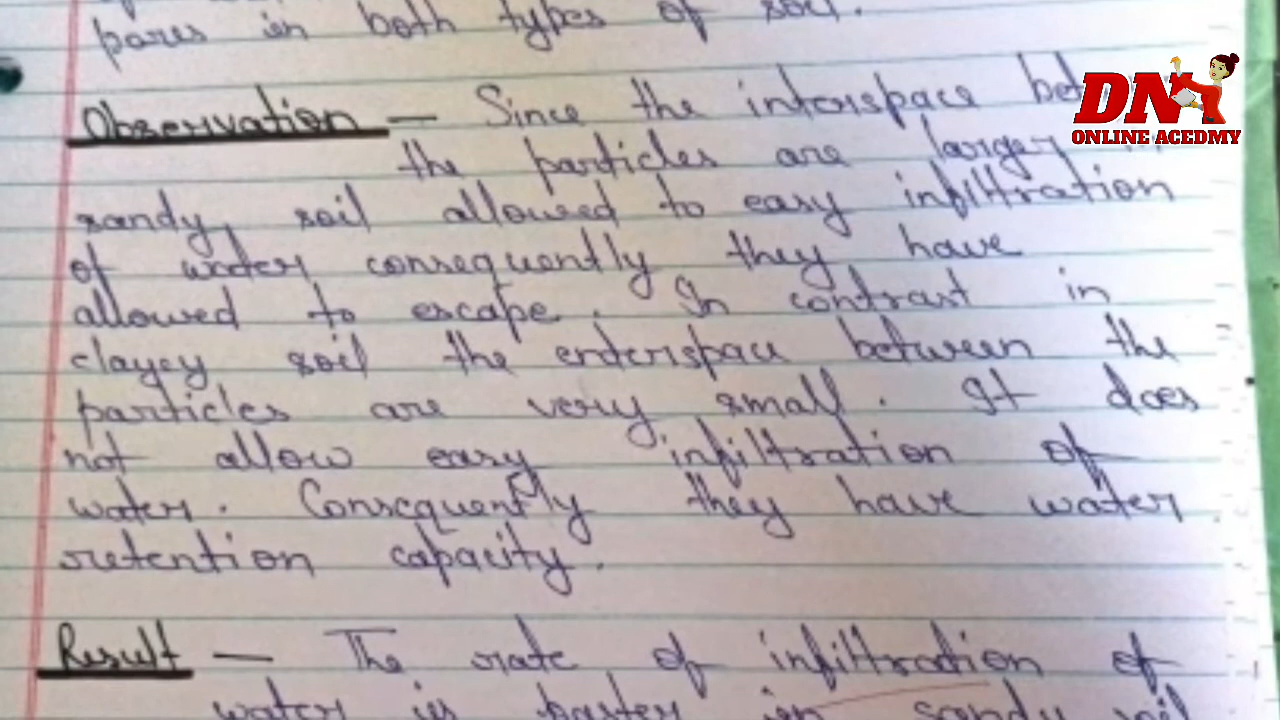 pores in both types of soil.
Observation — Since the interspace bet
the particles are larger
sandy soil allowed to easy infiltration
of water consequently they have
allowed to escape. In contrast in
clayey soil the enterspace between the
particles are very small. It does
not allow easy infiltration of
water. Consequently they have water
retention capacity.
Result — The rate of infiltration of
water is faster in sandy soil
DN
ONLINE ACEDMY